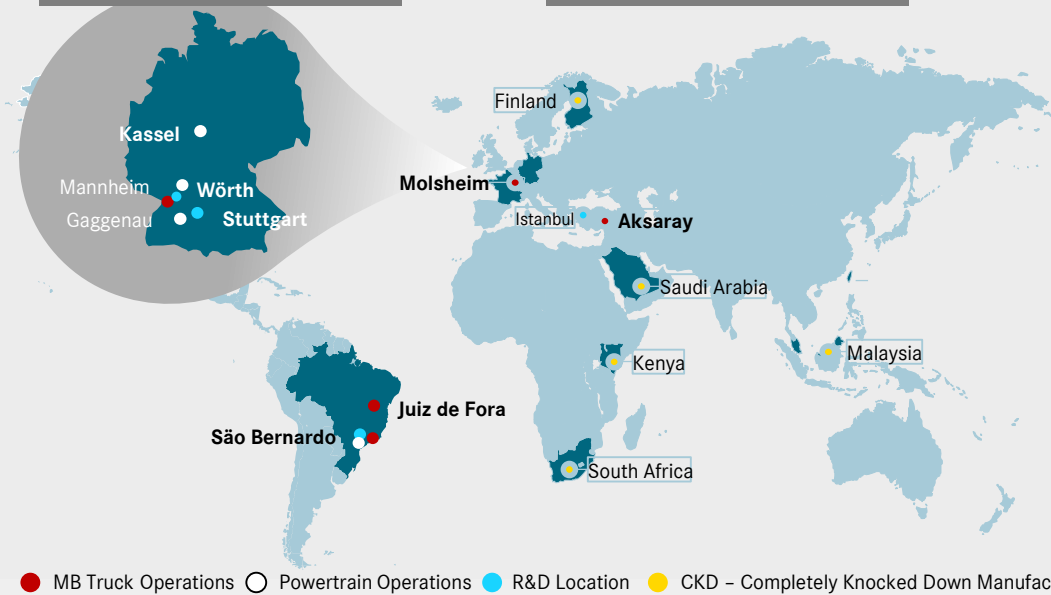 Finland
Kassel
Molsheim
Mannheim
Wörth
Gaggenau
Stuttgart
Istanbul
Aksaray
Saudi Arabia
Malaysia
Kenya
Juiz de Fora
Säo Bernardo
South Africa
MB Truck Operations Powertrain Operations R&D Location CKD – Completely Knocked Down Manufac